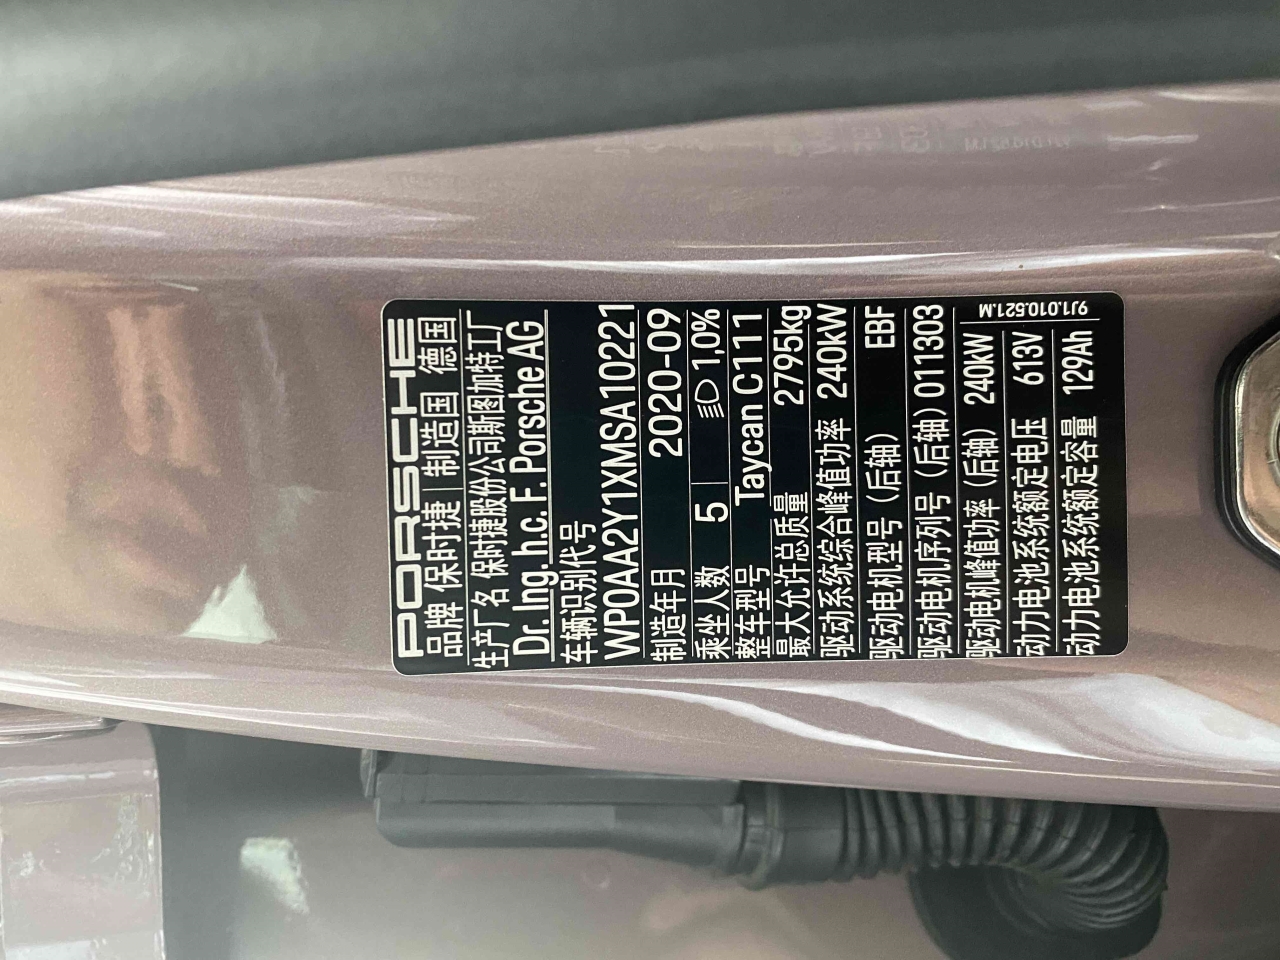 PORSCHE
品牌 保时捷 制造国 德国
生产厂名 保时捷股份公司斯图加特工厂
Dr. Ing. h.c. F. Porsche AG
车辆识别代号
WP0AA2Y1XMSA10221
制造年月 2020-09
乘坐人数 5 1,0%
整车型号 Taycan C111
最大允许总质量 2795kg
驱动系统综合峰值功率 240kW
驱动电机型号（后轴） EBF
驱动电机序列号（后轴）011303
驱动电机峰值功率（后轴） 240kW
动力电池系统额定电压 613V
动力电池系统额定容量 129Ah
9J1.010.521.M